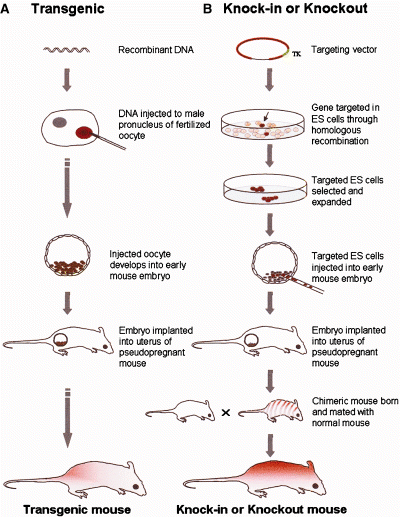 A Transgenic
Recombinant DNA
DNA injected to male
pronucleus of fertilized
oocyte
Injected oocyte
develops into early
mouse embryo
Embryo implanted
into uterus of
pseudopregnant
mouse
Transgenic mouse
B Knock-in or Knockout
TK
Targeting vector
Gene targeted in
ES cells through
homologous
recombination
Targeted ES cells
selected and
expanded
Targeted ES cells
injected into early
mouse embryo
Embryo implanted
into uterus of
pseudopregnant
mouse
Chimeric mouse born
and mated with
normal mouse
×
Knock-in or Knockout mouse